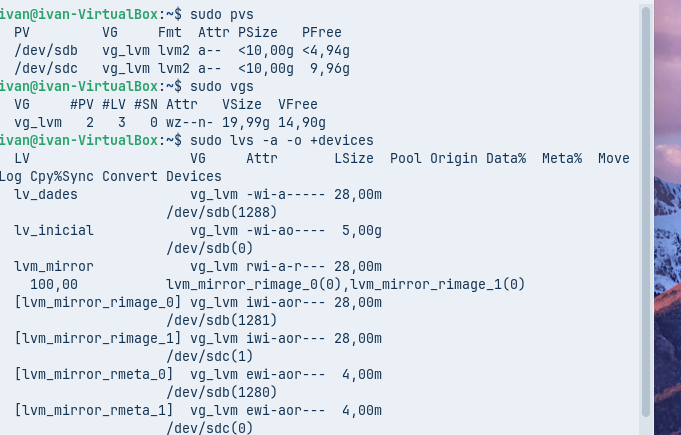 ivan@ivan-VirtualBox:~$ sudo pvs
  PV         VG     Fmt  Attr PSize   PFree
  /dev/sdb   vg_lvm lvm2 a--  <10,00g <4,94g
  /dev/sdc   vg_lvm lvm2 a--  <10,00g  9,96g
ivan@ivan-VirtualBox:~$ sudo vgs
  VG     #PV #LV #SN Attr   VSize  VFree
  vg_lvm   2   3   0 wz--n- 19,99g 14,90g
ivan@ivan-VirtualBox:~$ sudo lvs -a -o +devices
  LV                    VG     Attr       LSize  Pool Origin Data%  Meta%  Move
Log Cpy%Sync Convert Devices
  lv_dades              vg_lvm -wi-a----- 28,00m
                     /dev/sdb(1288)
  lv_inicial            vg_lvm -wi-ao----  5,00g
                     /dev/sdb(0)
  lvm_mirror            vg_lvm rwi-a-r--- 28,00m
    100,00           lvm_mirror_rimage_0(0),lvm_mirror_rimage_1(0)
  [lvm_mirror_rimage_0] vg_lvm iwi-aor--- 28,00m
                     /dev/sdb(1281)
  [lvm_mirror_rimage_1] vg_lvm iwi-aor--- 28,00m
                     /dev/sdc(1)
  [lvm_mirror_rmeta_0]  vg_lvm ewi-aor---  4,00m
                     /dev/sdb(1280)
  [lvm_mirror_rmeta_1]  vg_lvm ewi-aor---  4,00m
                     /dev/sdc(0)